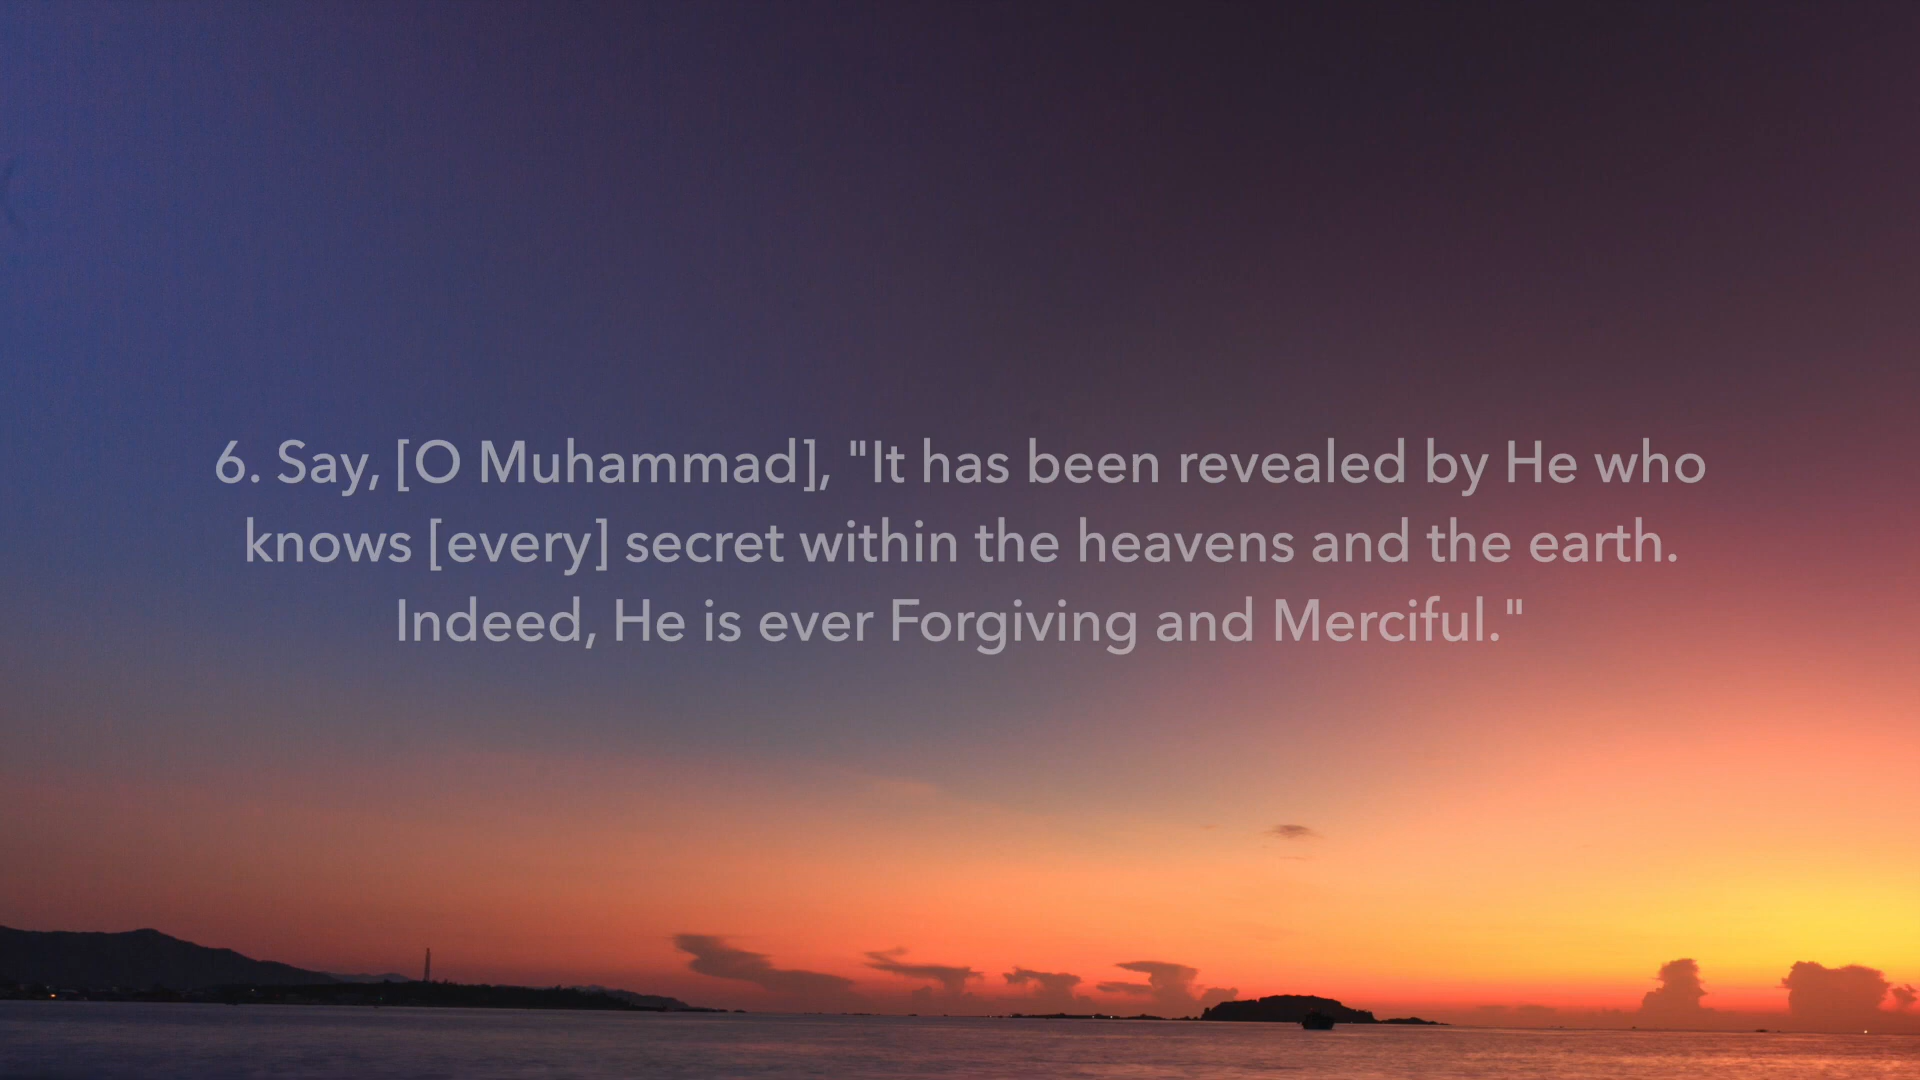 6. Say, [O Muhammad], "It has been revealed by He who
knows [every] secret within the heavens and the earth.
Indeed, He is ever Forgiving and Merciful."